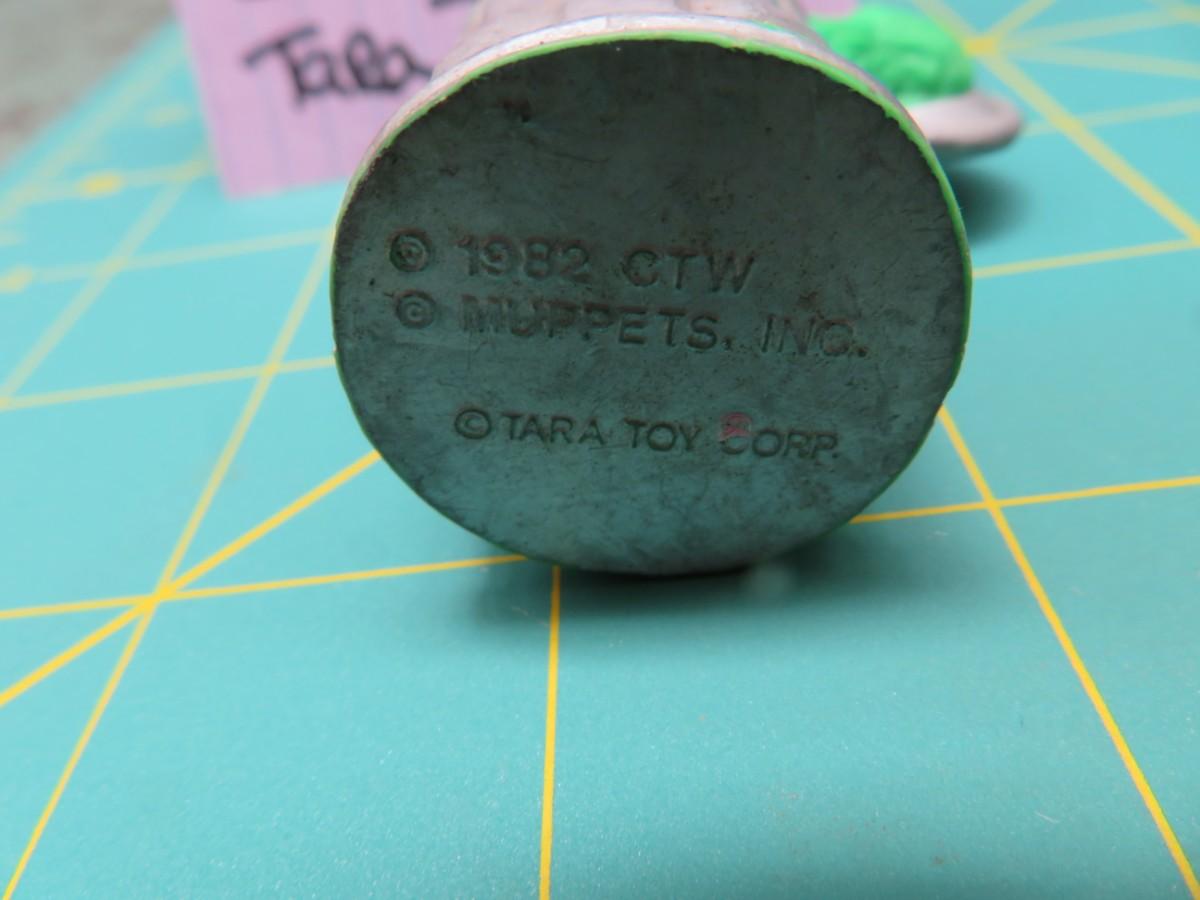 Tara
© 1982 CTW
© MUPPETS, INC.
© TARA TOY CORP.